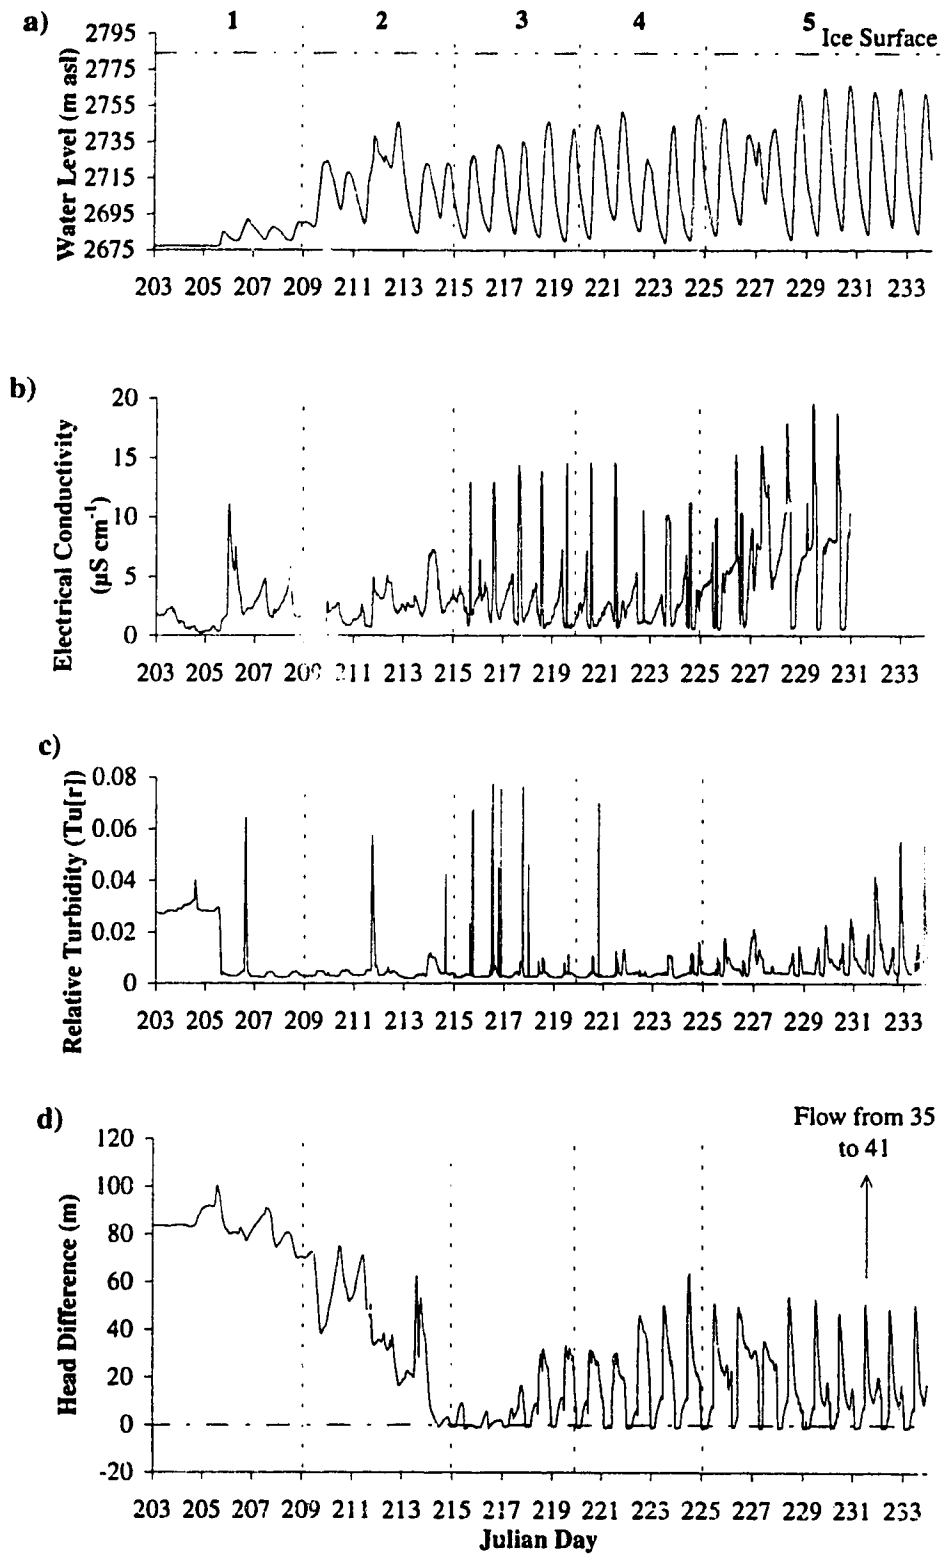 a)
1 2 3 4 5
Ice Surface
Water Level (m asl)
2795
2775
2755
2735
2715
2695
2675
203 205 207 209 211 213 215 217 219 221 223 225 227 229 231 233
b)
Electrical Conductivity
(µS cm-1)
20
15
10
5
0
203 205 207 209 211 213 215 217 219 221 223 225 227 229 231 233
c)
Relative Turbidity (Tu[r])
0.08
0.06
0.04
0.02
0
203 205 207 209 211 213 215 217 219 221 223 225 227 229 231 233
d)
Flow from 35
to 41
Head Difference (m)
120
100
80
60
40
20
0
-20
203 205 207 209 211 213 215 217 219 221 223 225 227 229 231 233
Julian Day